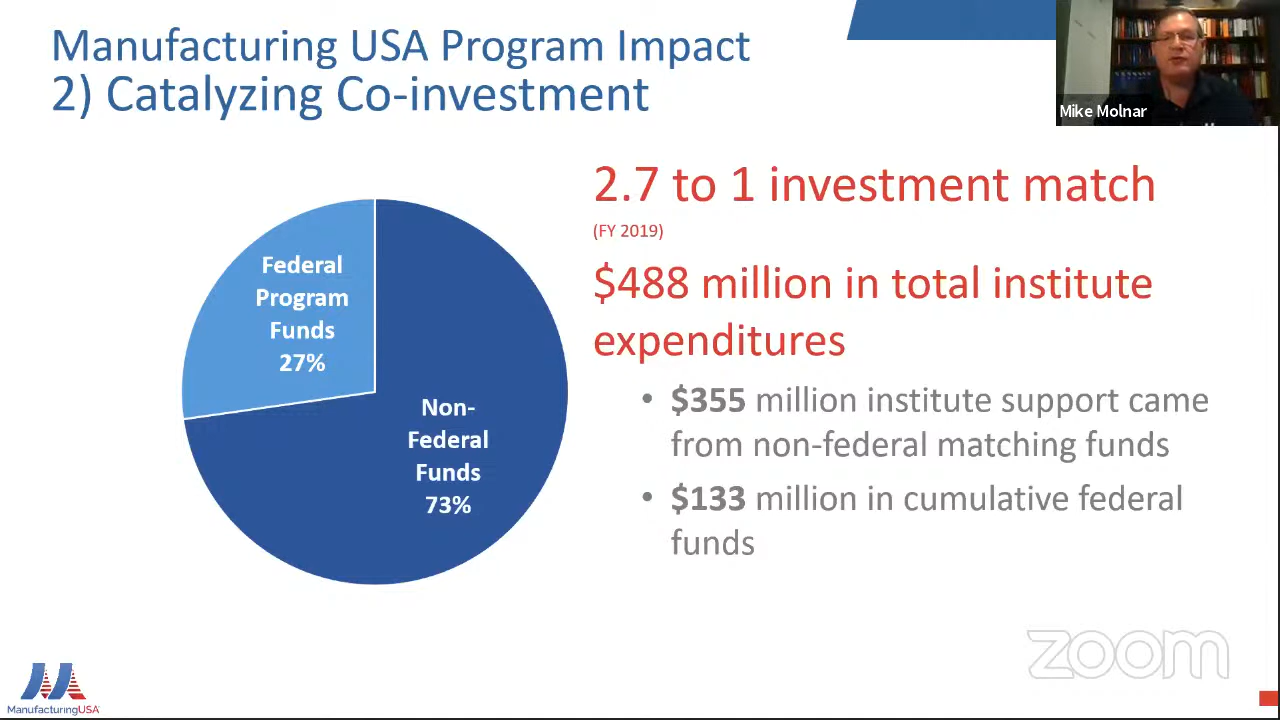 Manufacturing USA Program Impact
2) Catalyzing Co-investment
Mike Molnar
2.7 to 1 investment match
(FY 2019)
$488 million in total institute
expenditures
• $355 million institute support came
from non-federal matching funds
• $133 million in cumulative federal
funds
Federal
Program
Funds
27%
Non-
Federal
Funds
73%
zoom
ManufacturingUSA